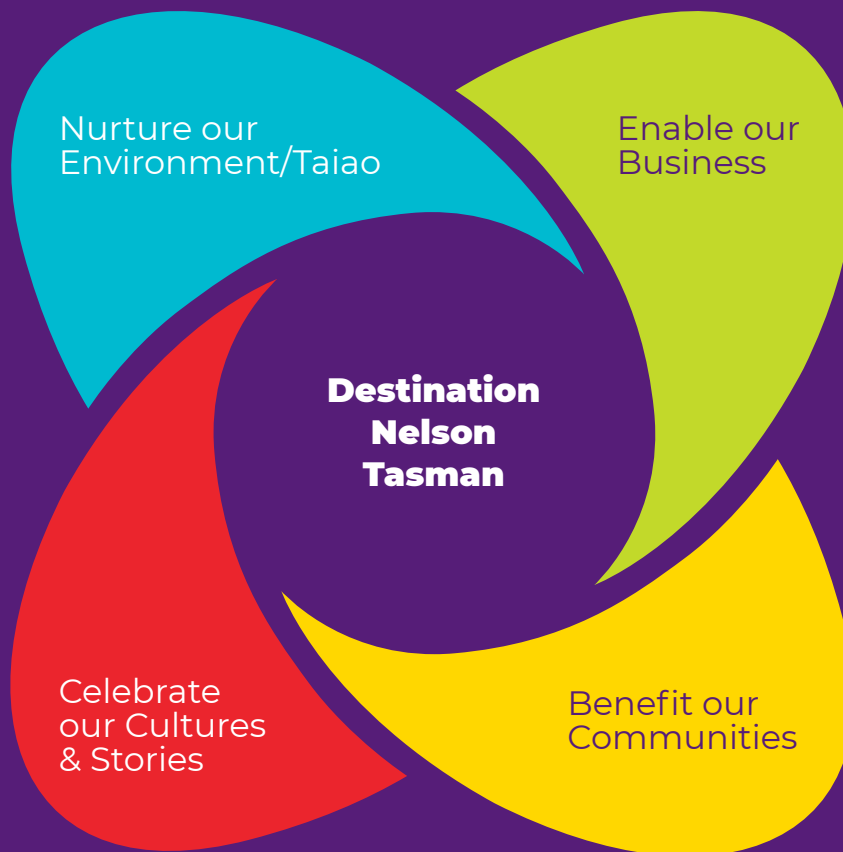 Nurture our
Environment/Taiao
Enable our
Business
Destination
Nelson
Tasman
Celebrate
our Cultures
& Stories
Benefit our
Communities